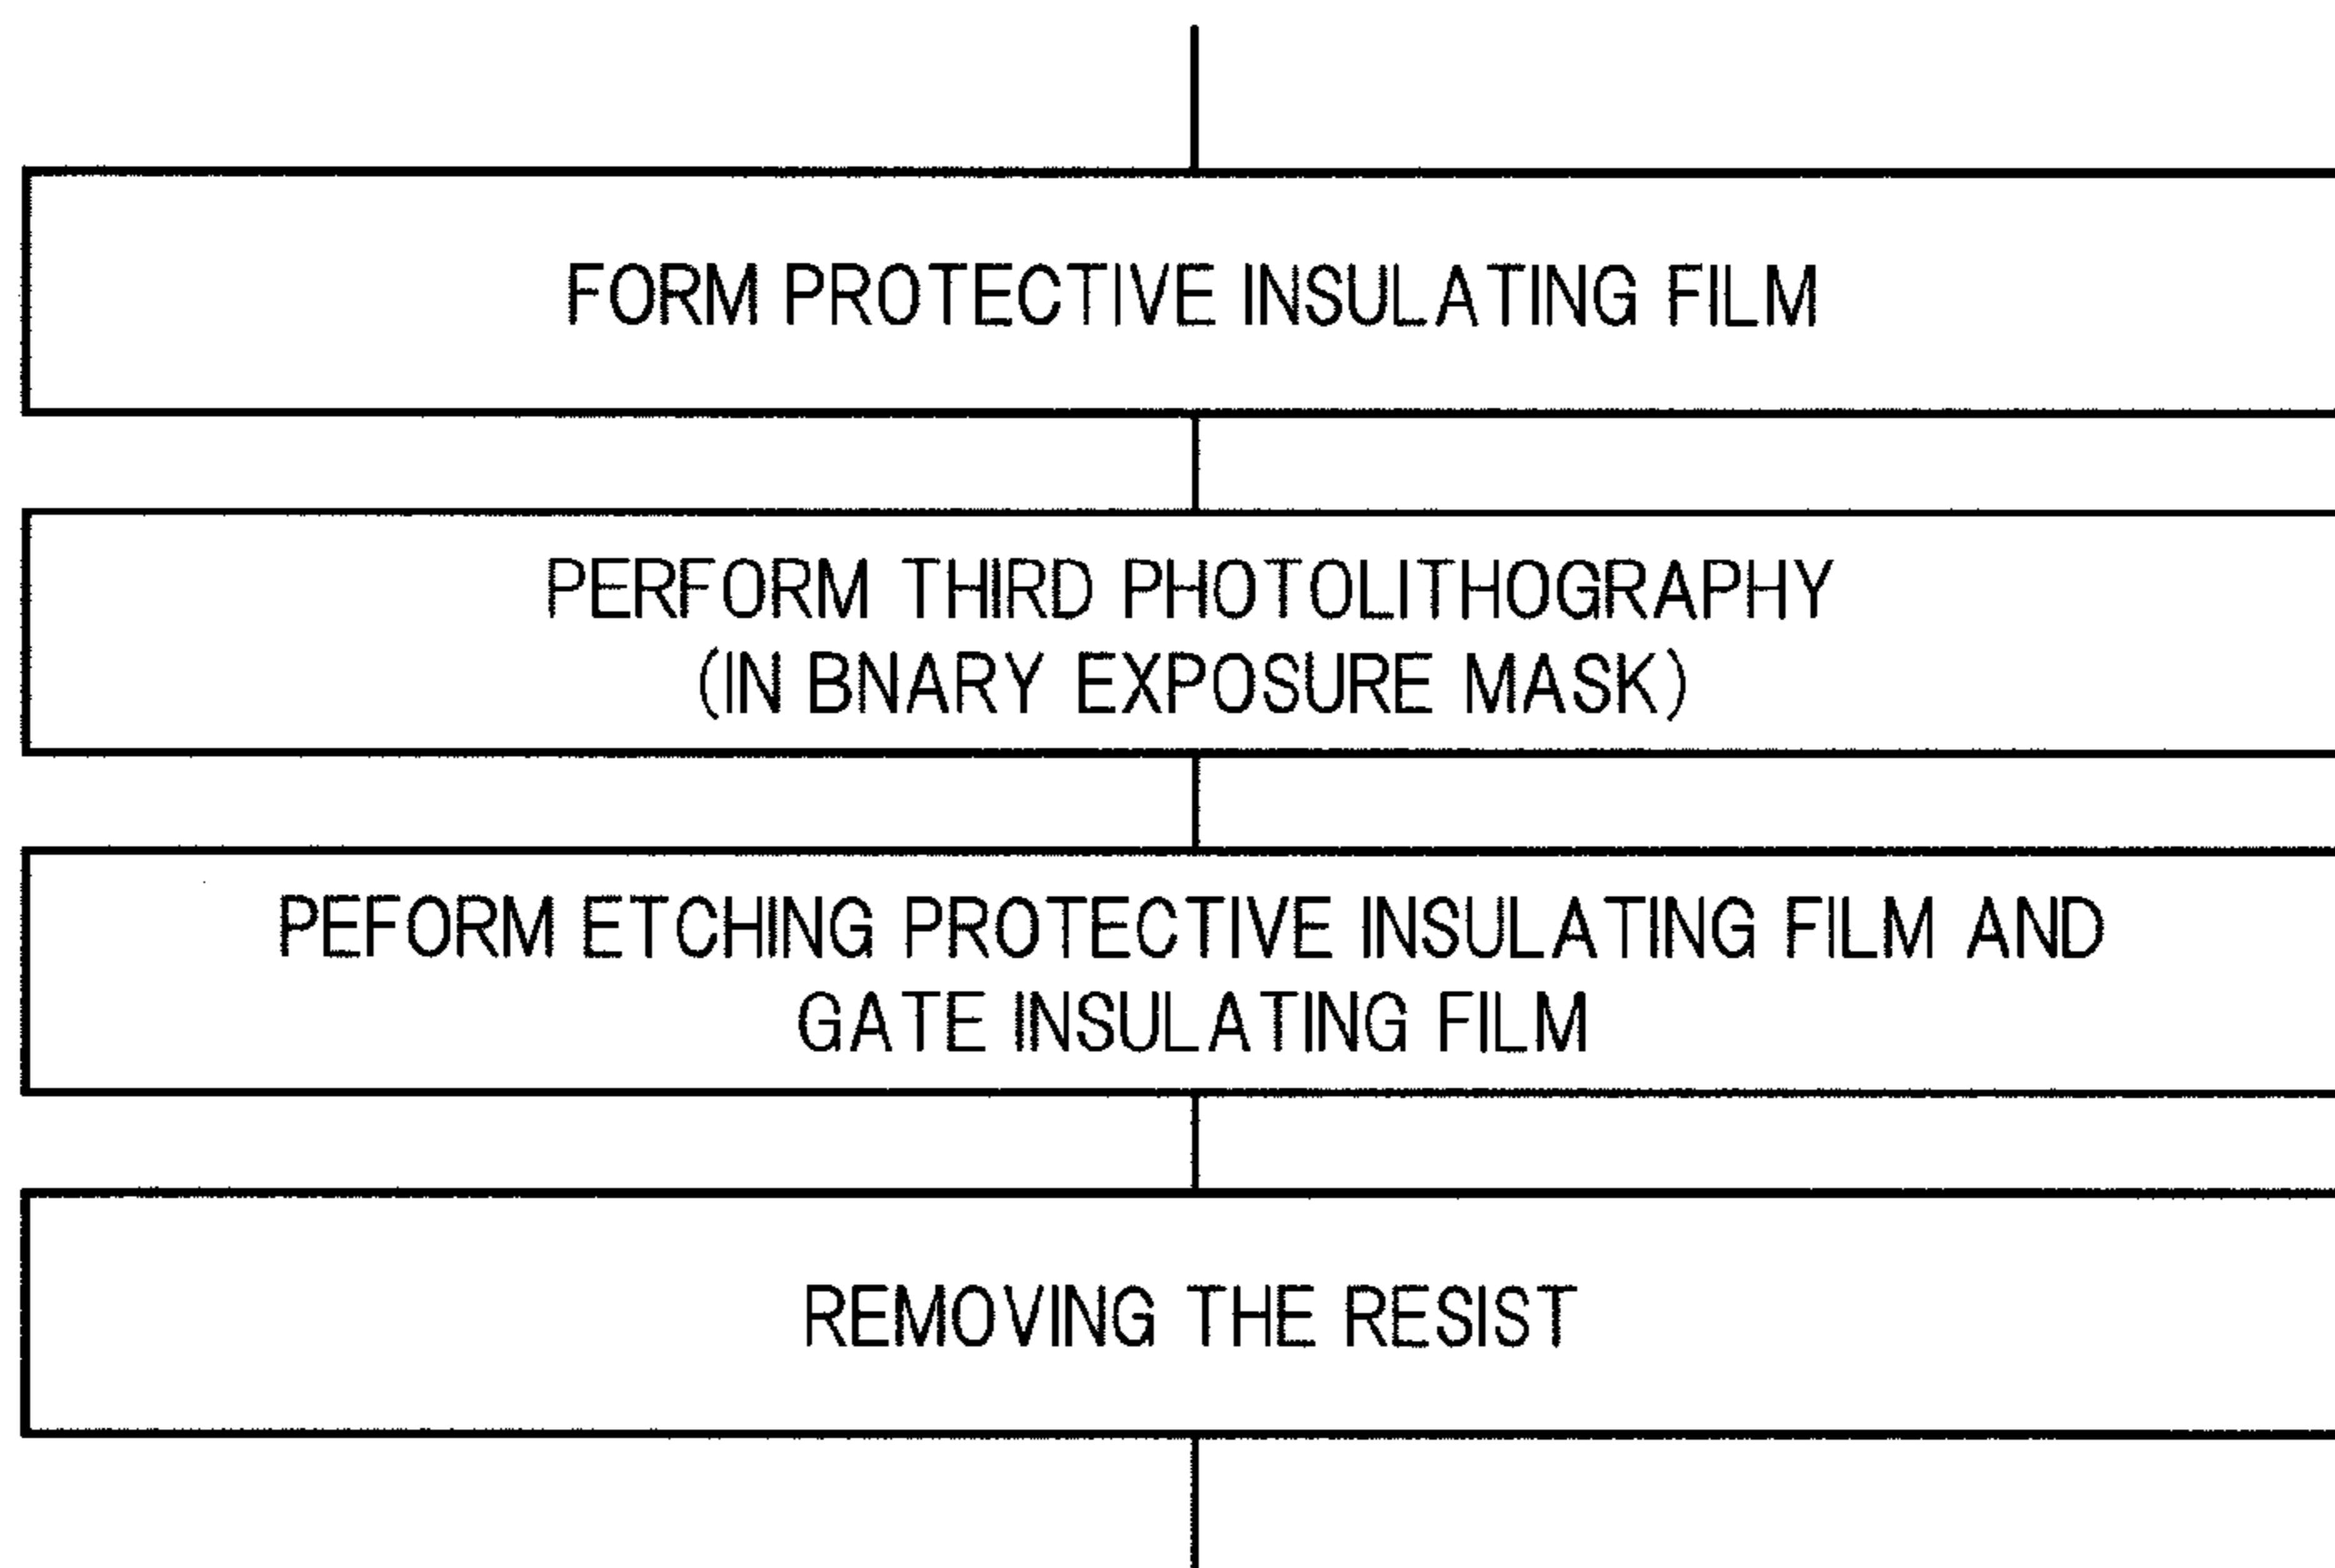 FORM PROTECTIVE INSULATING FILM
PERFORM THIRD PHOTOLITHOGRAPHY
(IN BNARY EXPOSURE MASK)
PEFORM ETCHING PROTECTIVE INSULATING FILM AND
GATE INSULATING FILM
REMOVING THE RESIST